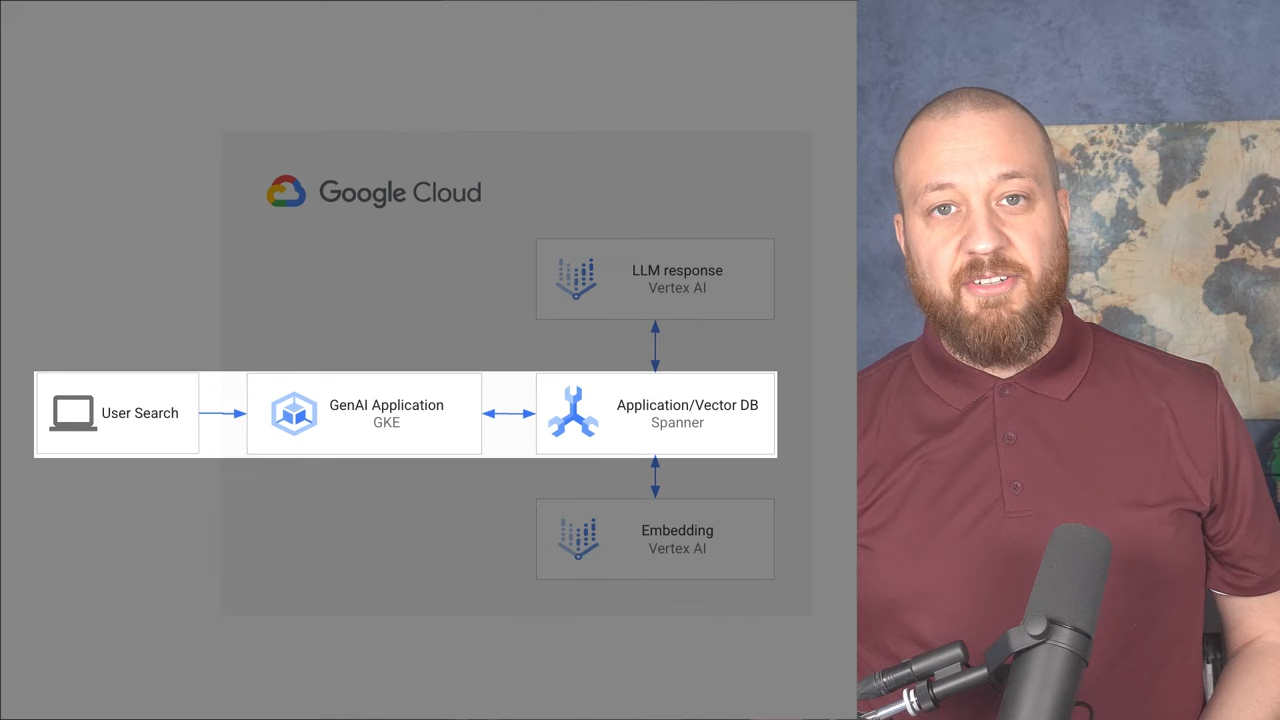 Google Cloud
LLM response
Vertex AI
User Search
GenAI Application
GKE
Application/Vector DB
Spanner
Embedding
Vertex AI